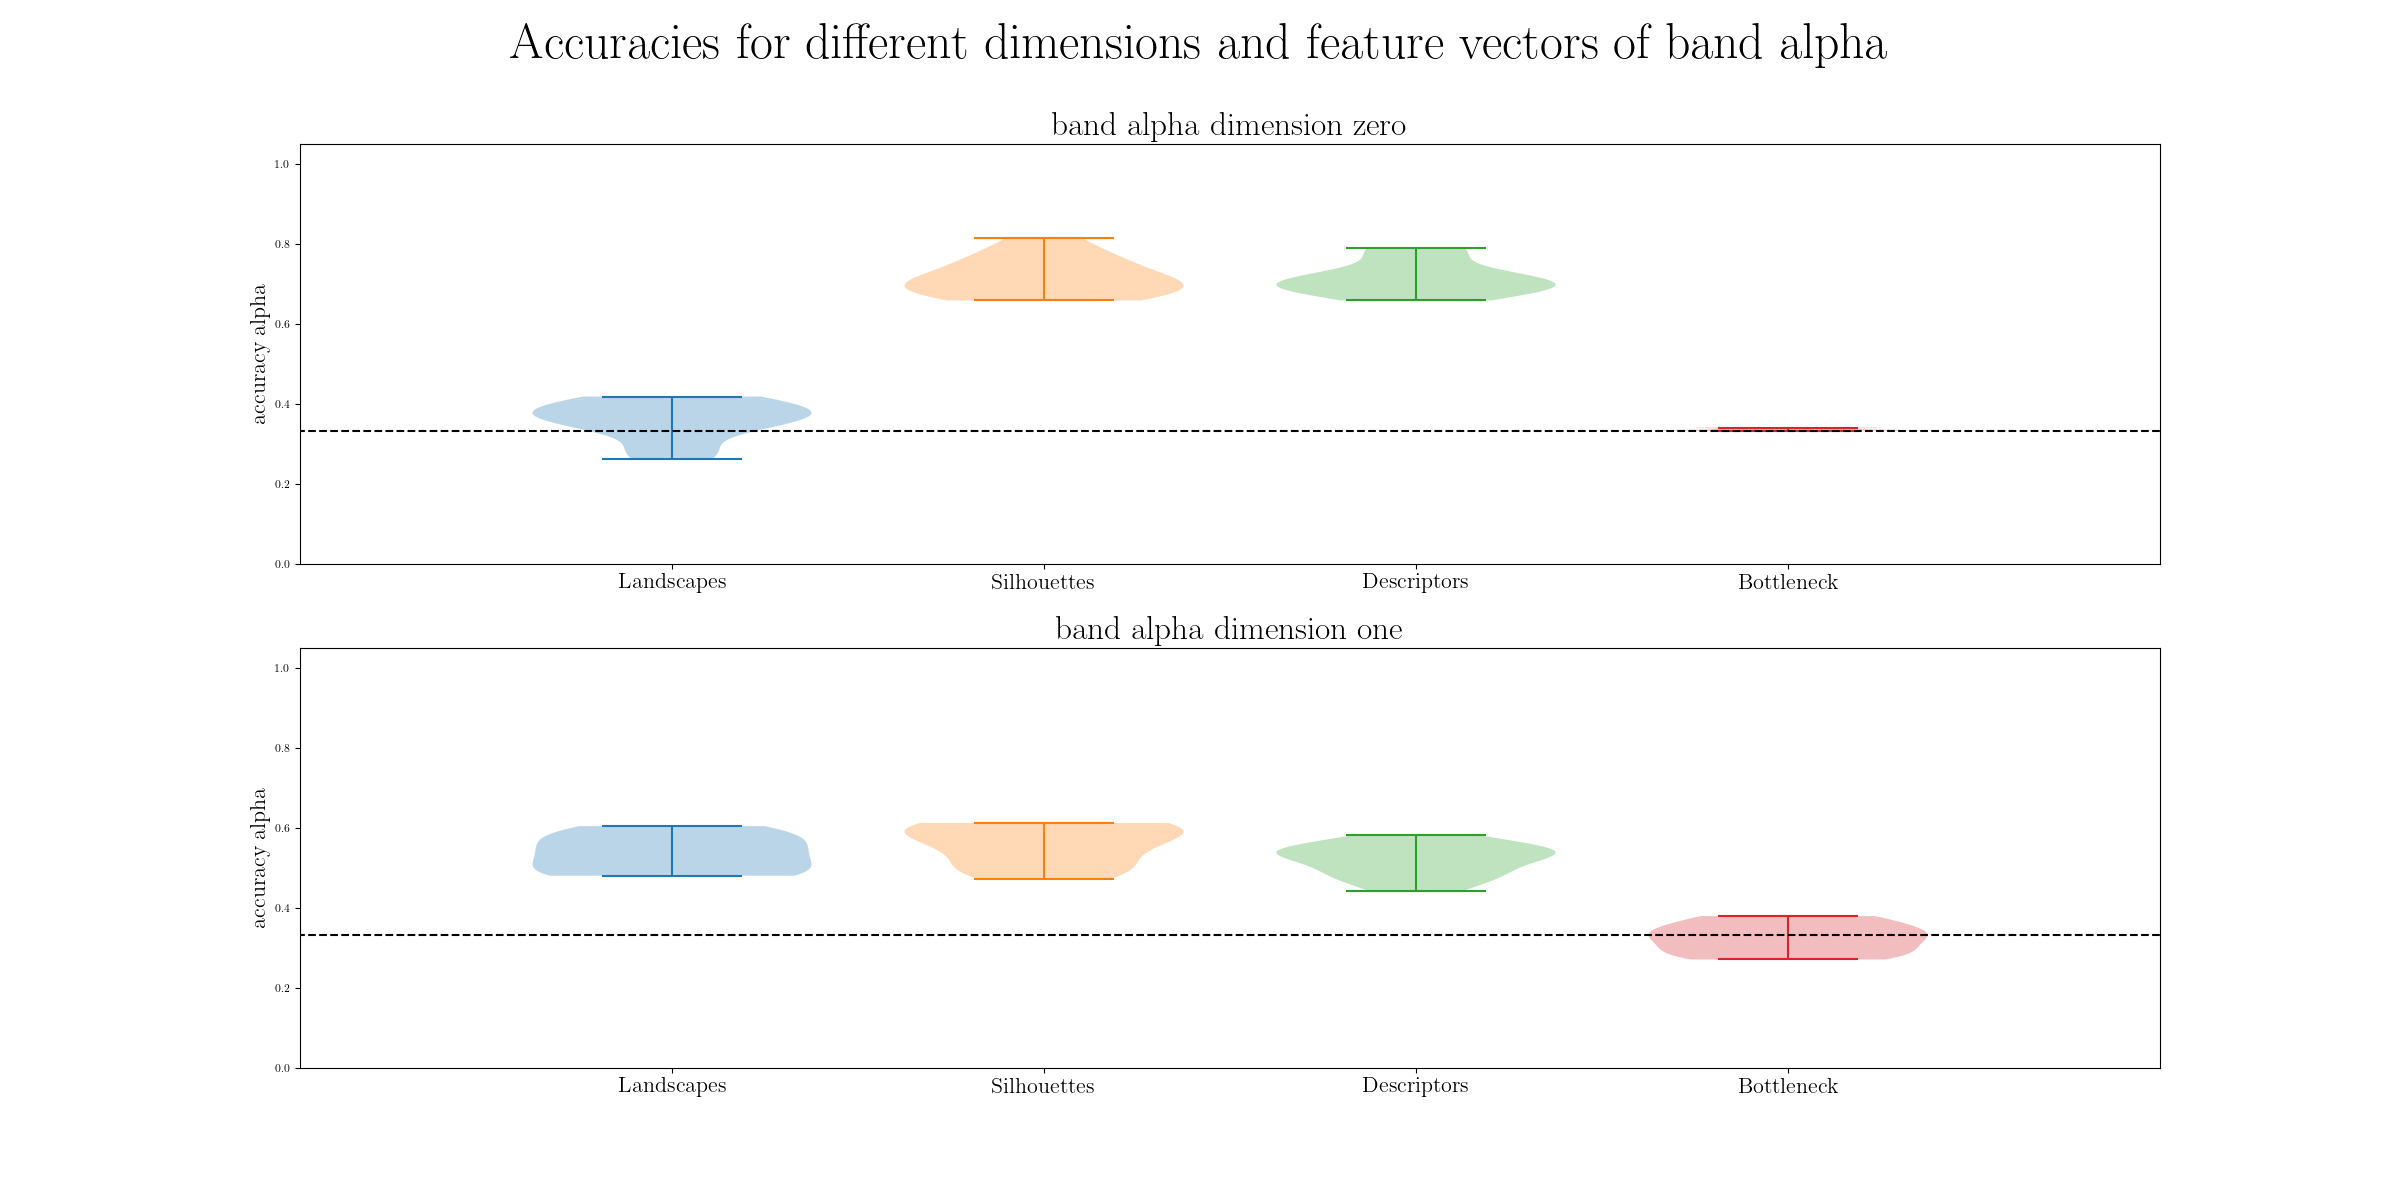 Accuracies for different dimensions and feature vectors of band alpha
band alpha dimension zero
1.0
0.8
0.6
0.4
0.2
0.0
accuracy alpha
Landscapes Silhouettes Descriptors Bottleneck
band alpha dimension one
1.0
0.8
0.6
0.4
0.2
0.0
accuracy alpha
Landscapes Silhouettes Descriptors Bottleneck